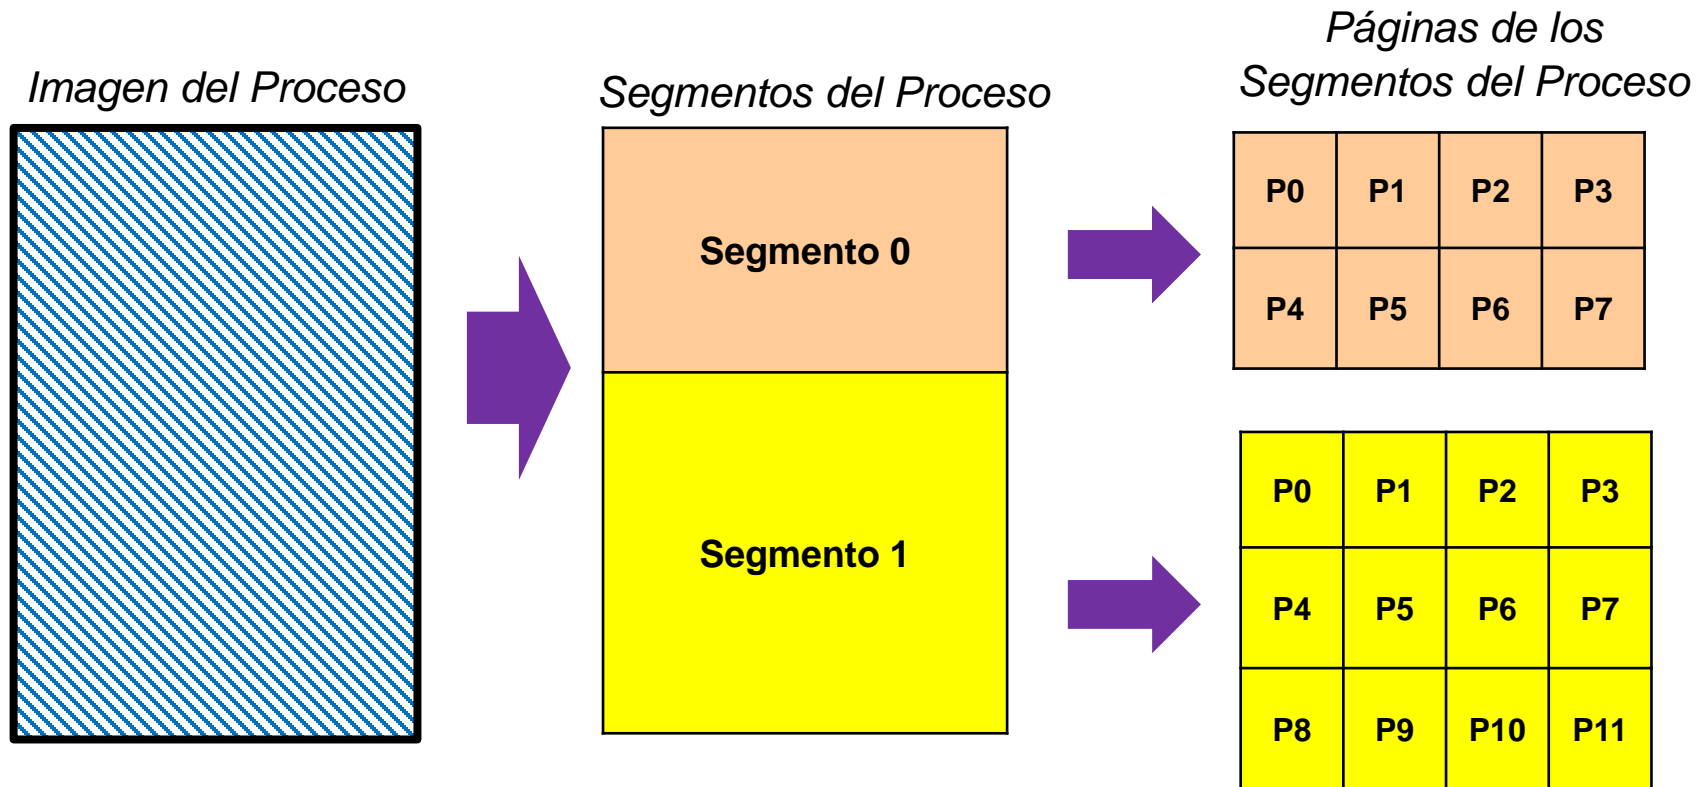 Imagen del Proceso
Segmentos del Proceso
Páginas de los
Segmentos del Proceso
Segmento 0
Segmento 1
P0 P1 P2 P3
P4 P5 P6 P7
P0 P1 P2 P3
P4 P5 P6 P7
P8 P9 P10 P11